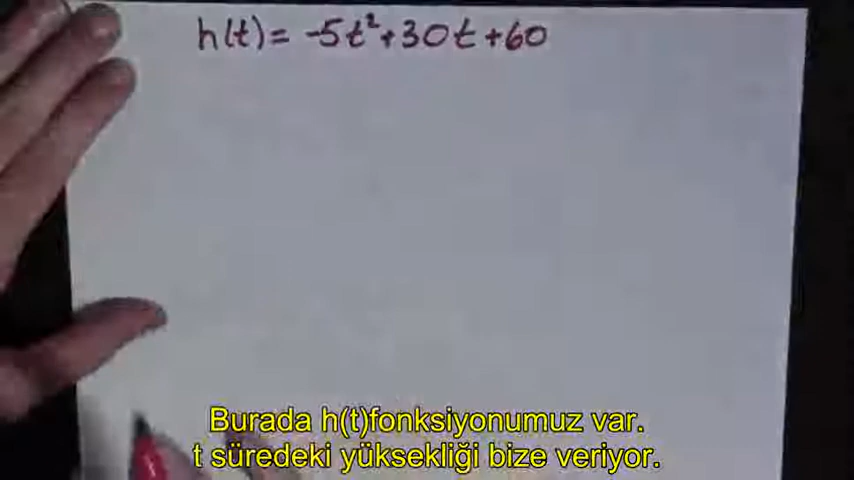 h(t)= -5t²+30t+60
Burada h(t)fonksiyonumuz var.
t süredeki yüksekliği bize veriyor.